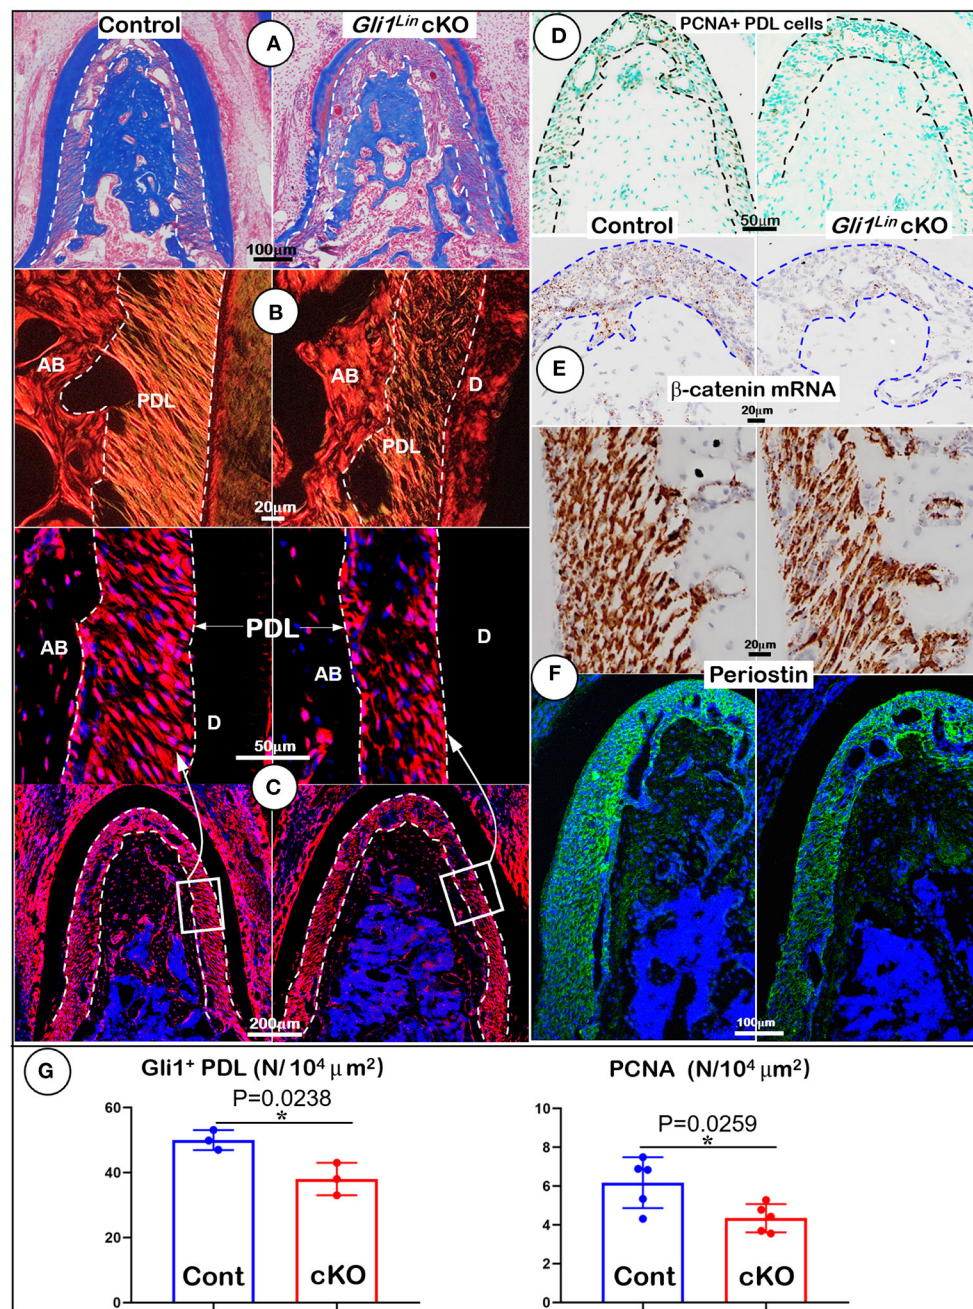 Control
A
Gli1Lin cKO
100μm
B
AB
PDL
AB
PDL
D
20μm
AB
PDL
AB
D
D
50μm
C
200μm
D
PCNA+ PDL cells
50μm
Control
Gli1Lin cKO
E
β-catenin mRNA
20μm
20μm
F
Periostin
100μm
G
Gli1+ PDL (N/10⁴ μm²)
P=0.0238
*
60
40
20
0
Cont
cKO
PCNA (N/10⁴ μm²)
P=0.0259
*
10
8
6
4
2
0
Cont
cKO